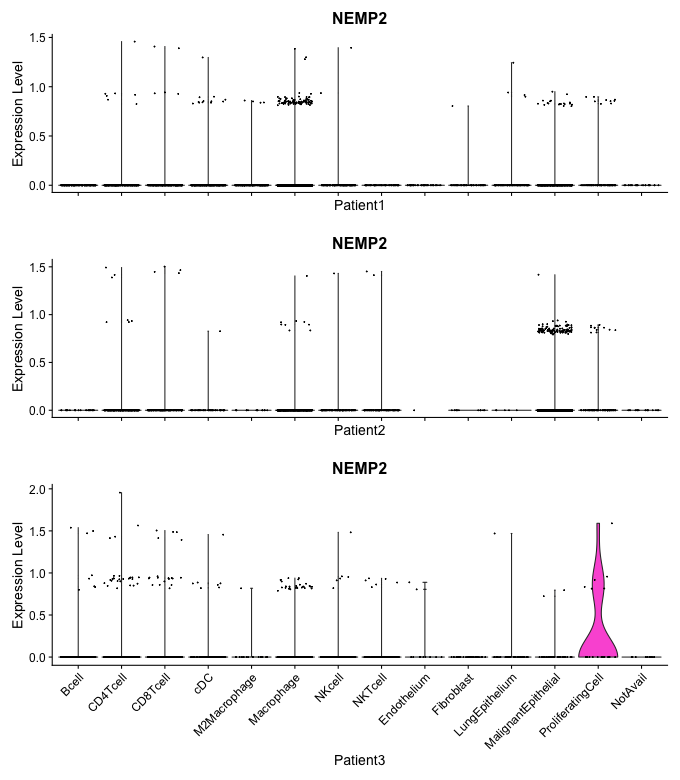 NEMP2
Expression Level
1.5
1.0
0.5
0.0
Patient1
NEMP2
Expression Level
1.5
1.0
0.5
0.0
Patient2
NEMP2
Expression Level
2.0
1.5
1.0
0.5
0.0
Bcell
CD4Tcell
CD8Tcell
cDC
M2Macrophage
Macrophage
NKcell
NKTcell
Endothelium
Fibroblast
LungEpithelium
MalignantEpithelial
ProliferatingCell
NotAvail
Patient3